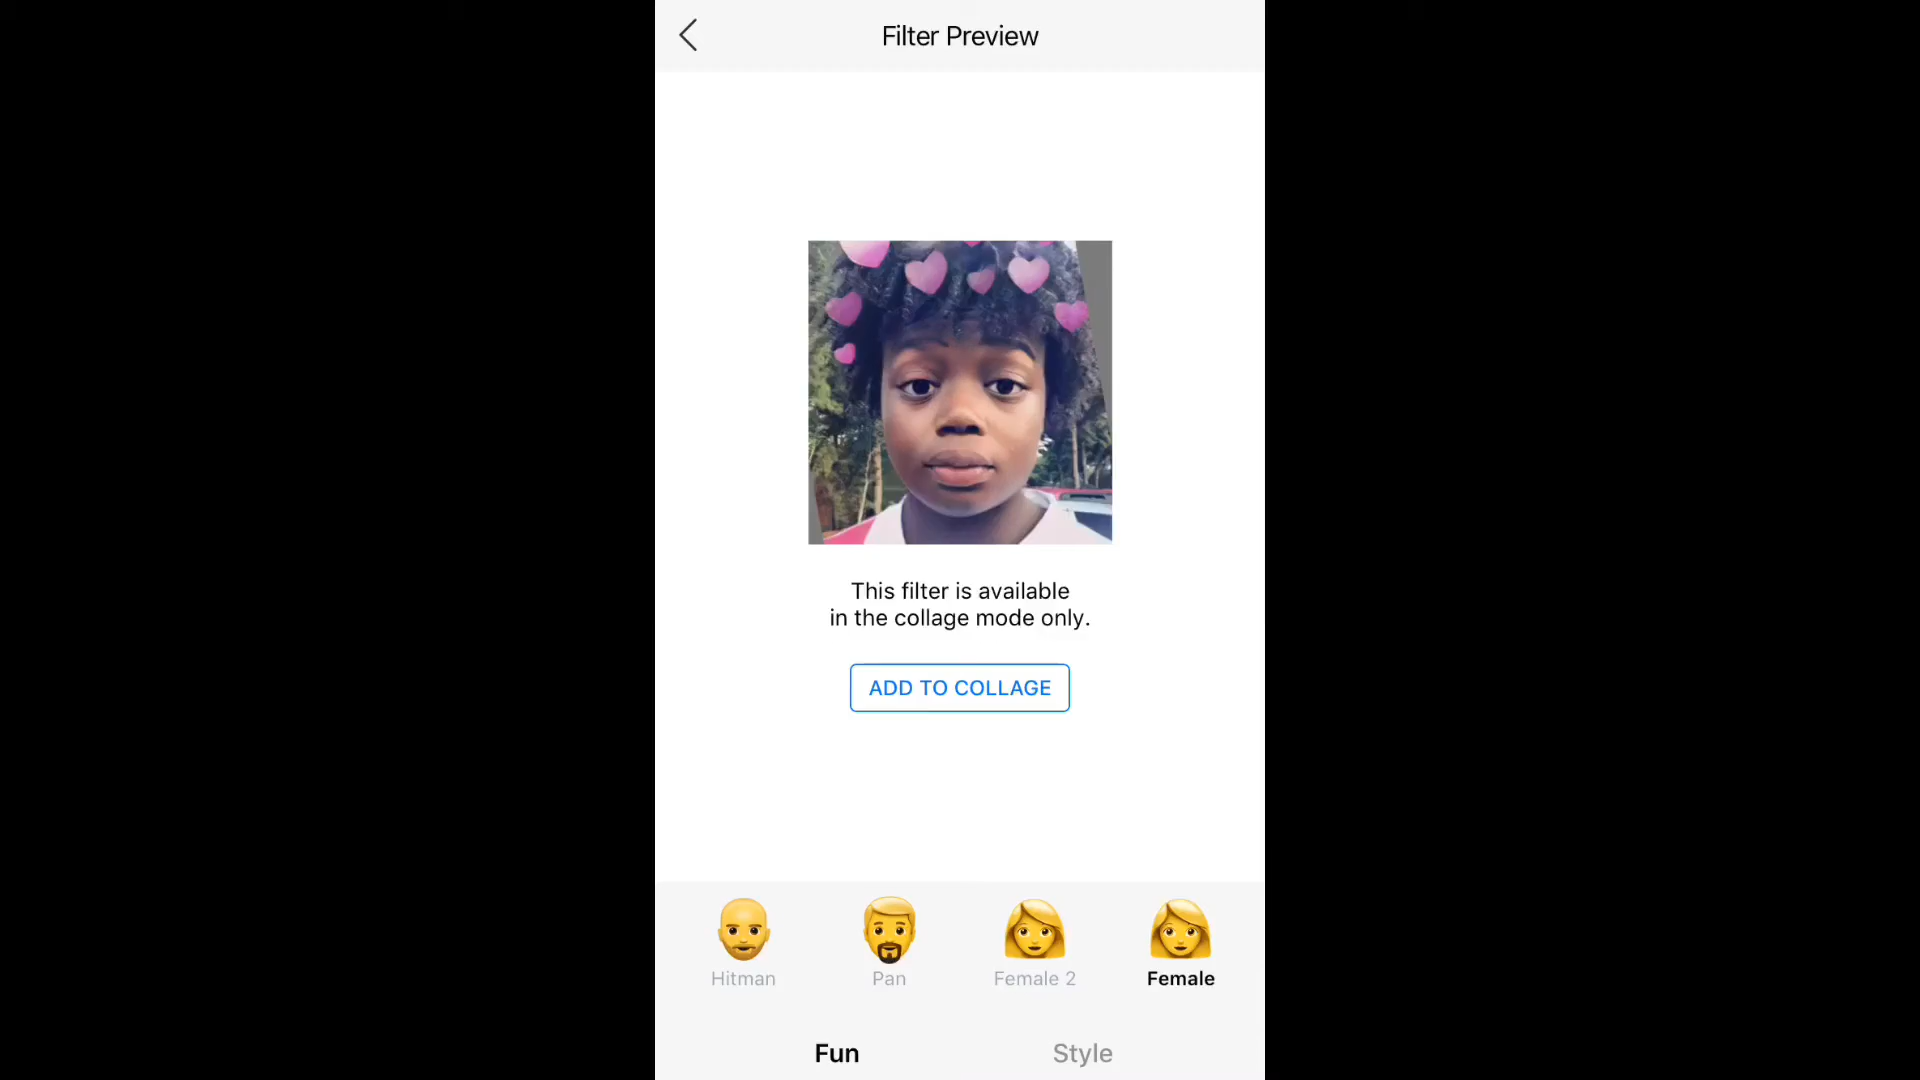 Filter Preview
This filter is available
in the collage mode only.
ADD TO COLLAGE
Hitman
Pan
Female 2
Female
Fun
Style